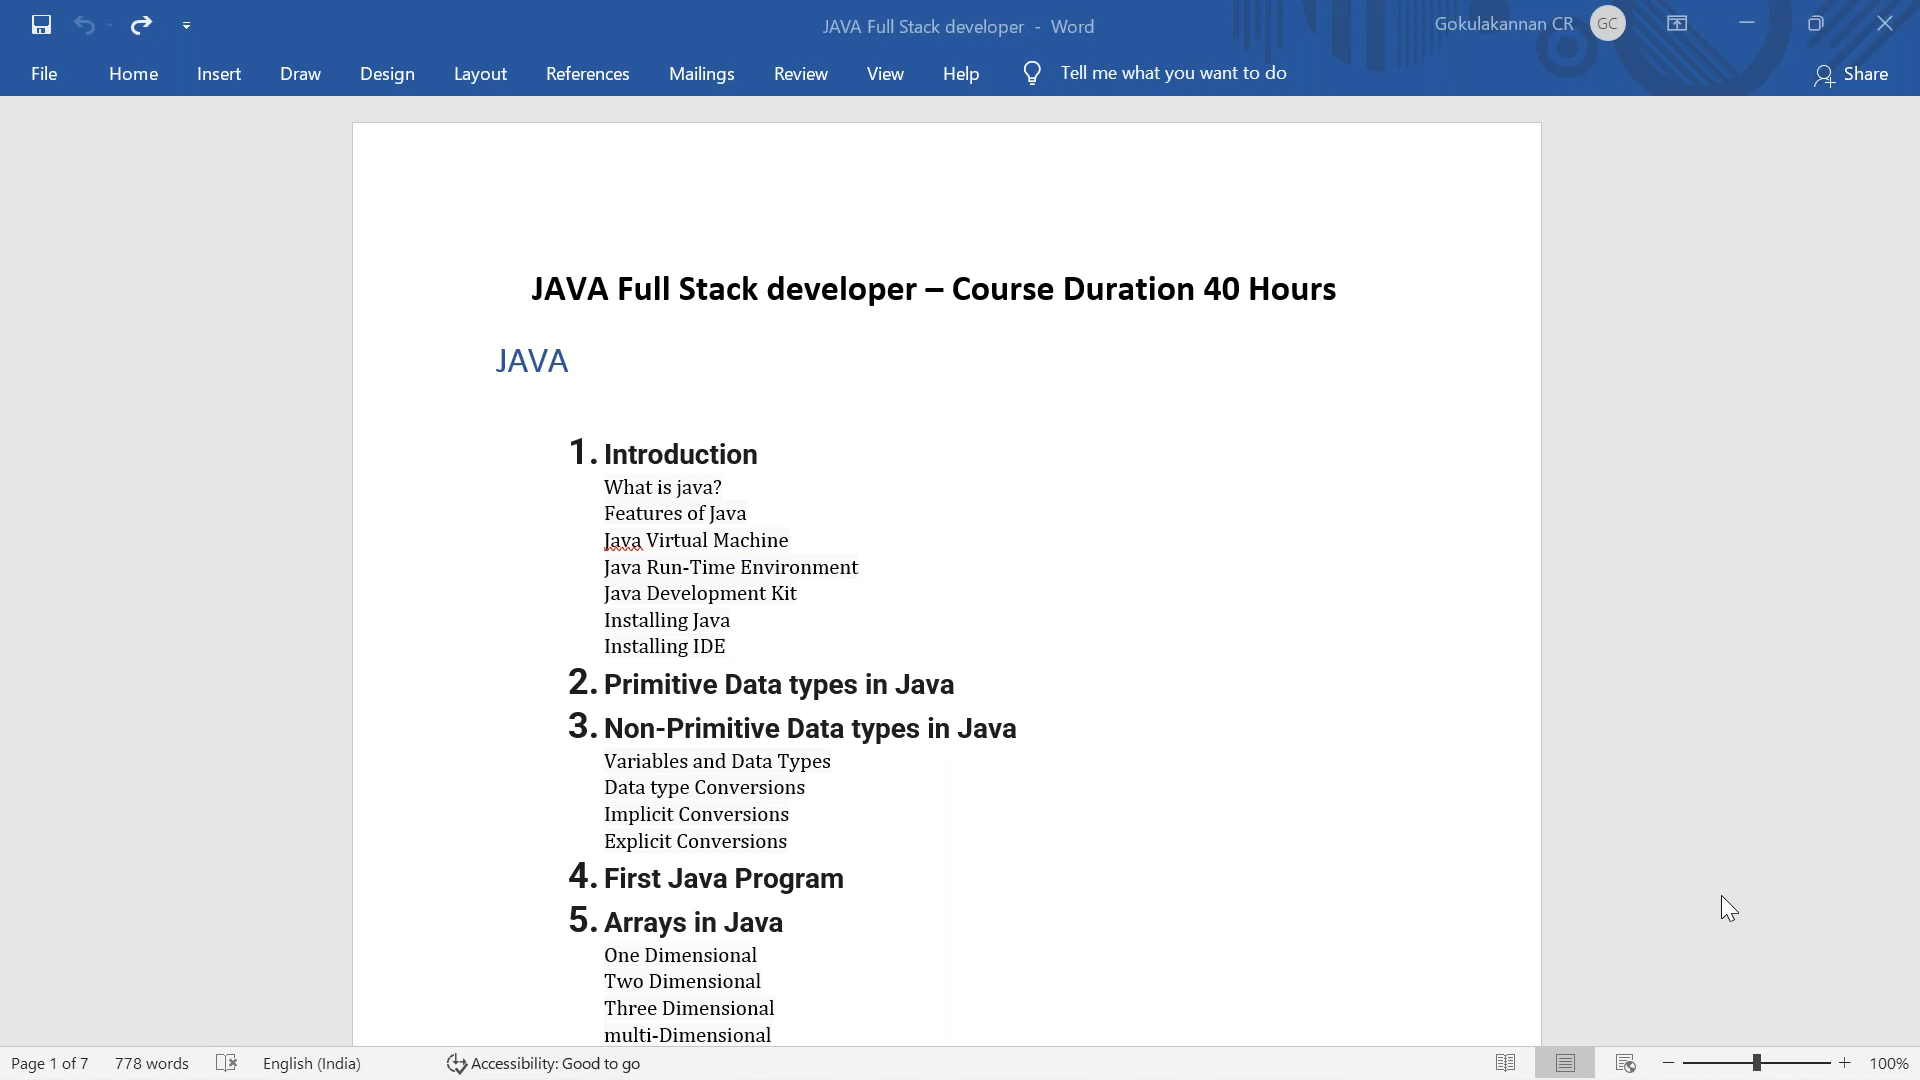 JAVA Full Stack developer - Word
Gokulakannan CR GC
File Home Insert Draw Design Layout References Mailings Review View Help Tell me what you want to do Share
JAVA Full Stack developer – Course Duration 40 Hours
JAVA
1. Introduction
What is java?
Features of Java
Java Virtual Machine
Java Run-Time Environment
Java Development Kit
Installing Java
Installing IDE
2. Primitive Data types in Java
3. Non-Primitive Data types in Java
Variables and Data Types
Data type Conversions
Implicit Conversions
Explicit Conversions
4. First Java Program
5. Arrays in Java
One Dimensional
Two Dimensional
Three Dimensional
multi-Dimensional
Page 1 of 7 778 words English (India) Accessibility: Good to go 100%